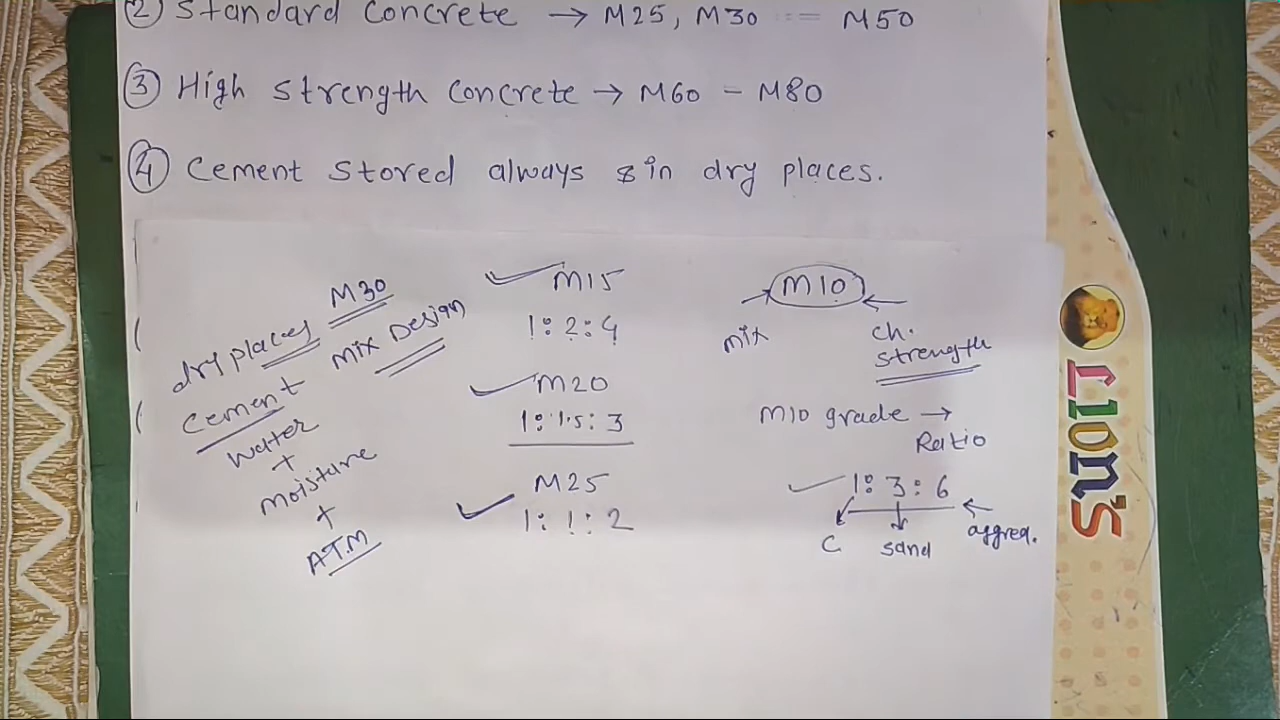 ② Standard Concrete → M25, M30 == M50
③ High Strength Concrete → M60 - M80
④ Cement Stored always in dry places.
M30
Mix Design
dry places
Cement
Water
+
Moisture
+
A.T.M
M15
1:2:4
M20
1:1.5:3
M25
1:1:2
M10
mix
ch.
strength
M10 grade →
Ratio
1:3:6
C
sand
aggreg.
LION'S